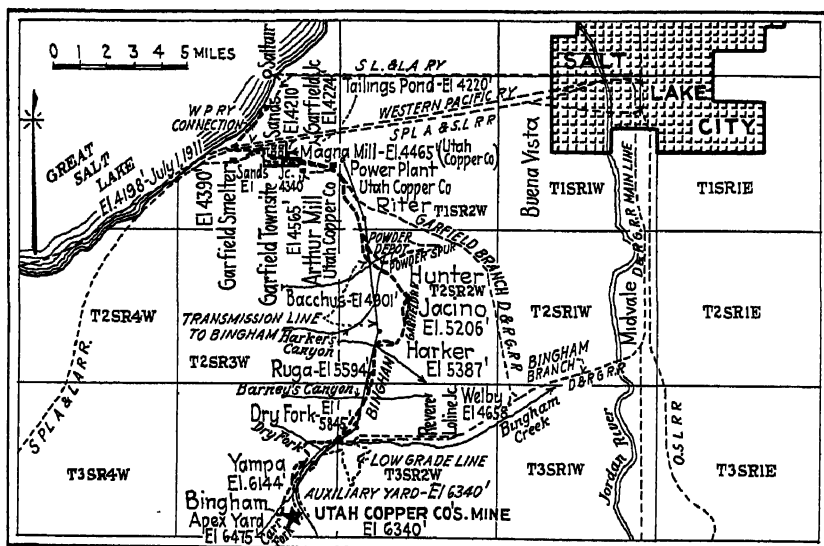 0 1 2 3 4 5 MILES
Saltair
S.L.&L.A RY
SALT
LAKE
CITY
Sands
El 4210'
Garfield Jc
El 4224'
Tailings Pond-El 4220'
WESTERN PACIFIC RY
W P RY
CONNECTION
S P L A & S.L R R
GREAT
SALT
LAKE
El.4198'-July 1, 1911
Magna Mill-El.4465'
(Utah
Copper Co)
Sands
El
Jc.
4340'
Power Plant
Utah Copper Co
Riter
Buena Vista
T1SR1W
T1SR1E
T1SR2W
El 4390'
Garfield Smelter
Garfield Townsite
El 4565'
Arthur Mill
Utah Copper Co
D & R G. R.R MAIN LINE
GARFIELD BRANCH D.& R G R.R
POWDER
DEPOT
POWDER SPUR
Hunter
T2SR2W
Jacino
El. 5206'
Bacchus-El 4901'
T2SR4W
TRANSMISSION LINE
TO BINGHAM
T2SR3W
Harker's
Canyon
T2SR1W
Midvale
T2SR1E
Harker
El 5387'
BINGHAM
BRANCH
D & R G R R
Ruga-El 5594'
BINGHAM
S P L A & L A R R.
Barney's Canyon
Dry Fork-El
5845'
Revere
Loline Jc.
Welby
El 4658'
Bingham
Creek
Dry Fork
T3SR4W
LOW GRADE LINE
T3SR2W
T3SR1W
Jordan River
O.S L R R
T3SR1E
Yampa
El. 6144'
AUXILIARY YARD-El 6340'
Bingham
Apex Yard
El 6475'
Carr
Fork
UTAH COPPER CO'S. MINE
El 6340'